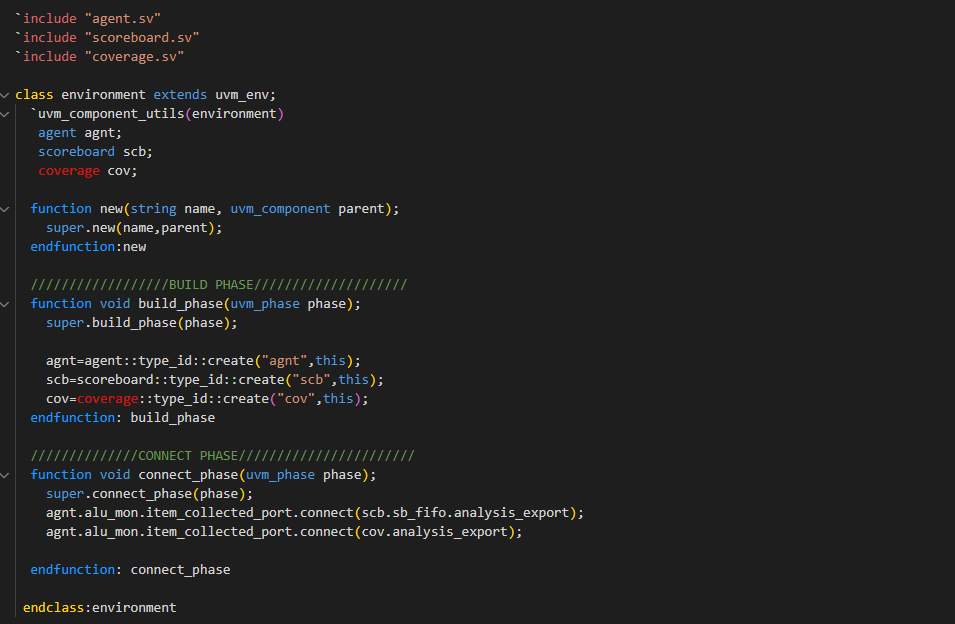 `include "agent.sv"
`include "scoreboard.sv"
`include "coverage.sv"
class environment extends uvm_env;
`uvm_component_utils(environment)
agent agnt;
scoreboard scb;
coverage cov;
function new(string name, uvm_component parent);
super.new(name,parent);
endfunction:new
//////////////////BUILD PHASE////////////////////
function void build_phase(uvm_phase phase);
super.build_phase(phase);
agnt=agent::type_id::create("agnt",this);
scb=scoreboard::type_id::create("scb",this);
cov=coverage::type_id::create("cov",this);
endfunction: build_phase
//////////////CONNECT PHASE///////////////////////
function void connect_phase(uvm_phase phase);
super.connect_phase(phase);
agnt.alu_mon.item_collected_port.connect(scb.sb_fifo.analysis_export);
agnt.alu_mon.item_collected_port.connect(cov.analysis_export);
endfunction: connect_phase
endclass:environment